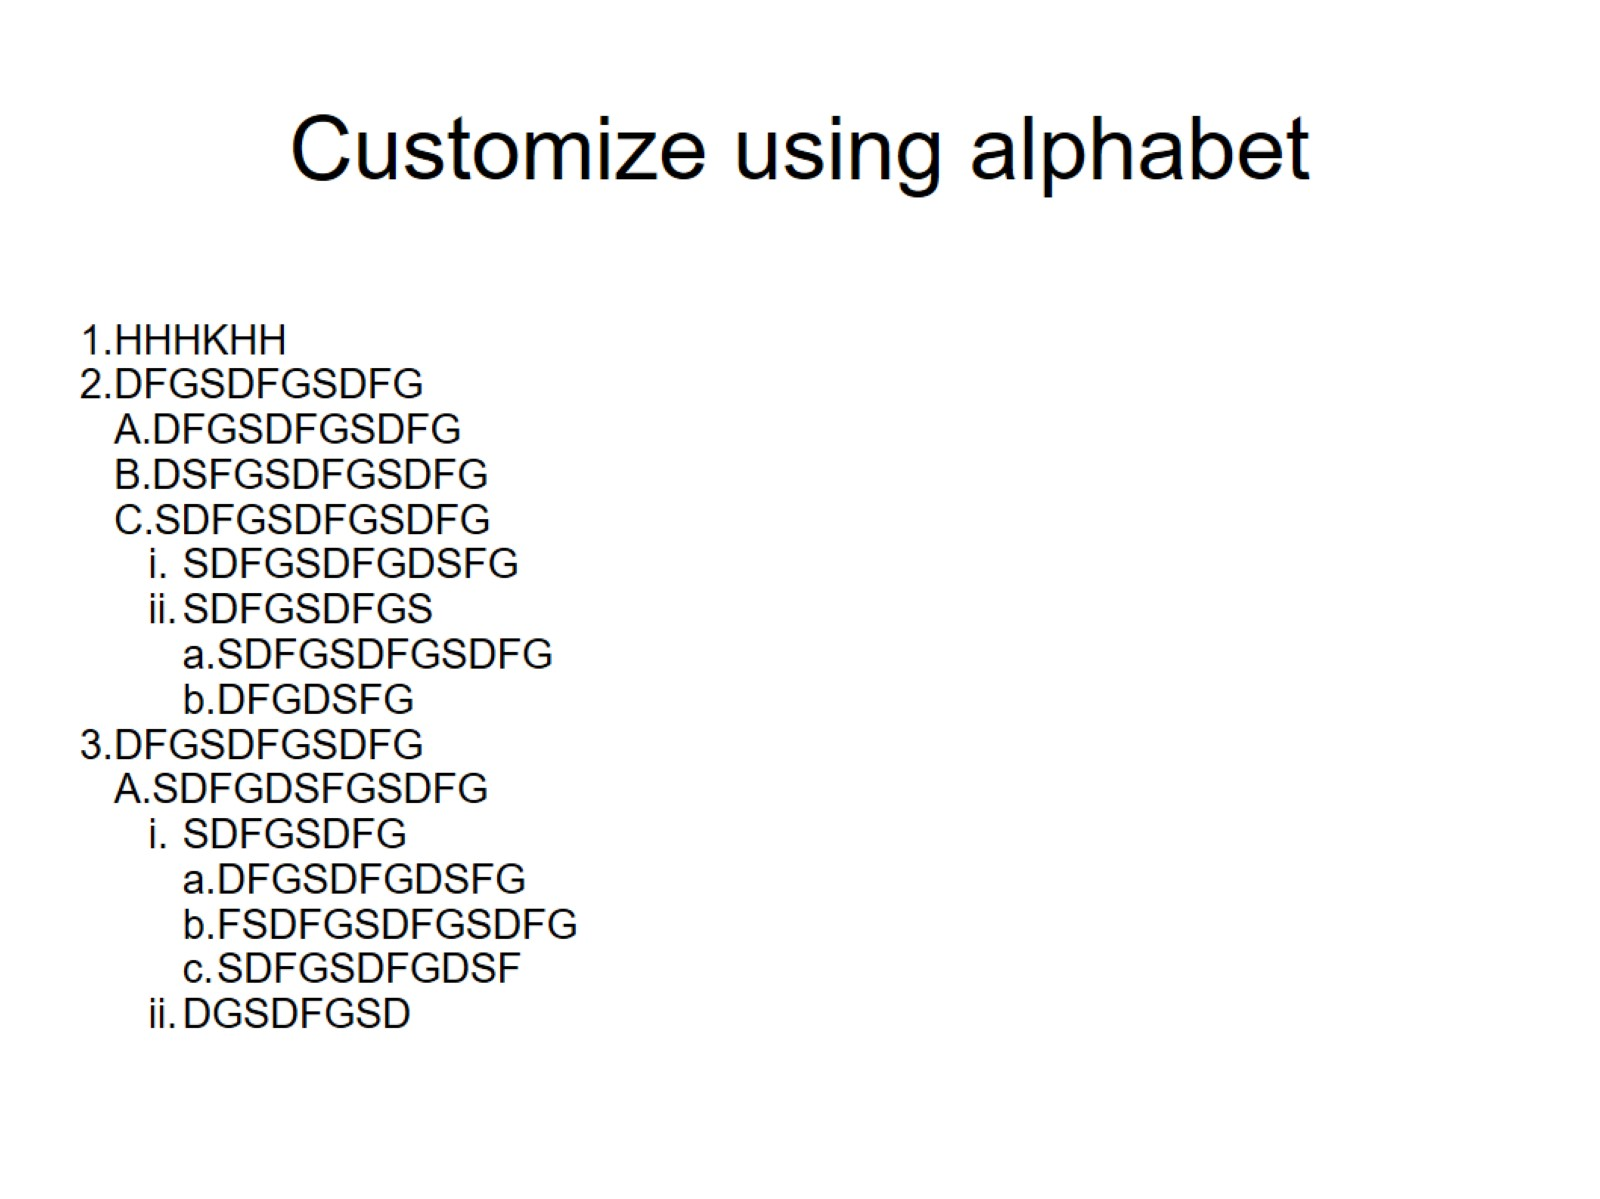 Customize using alphabet
1.HHHKHH
2.DFGSDFGSDFG
A.DFGSDFGSDFG
B.DSFGSDFGSDFG
C.SDFGSDFGSDFG
i. SDFGSDFGDSFG
ii. SDFGSDFGS
a.SDFGSDFGSDFG
b.DFGDSFG
3.DFGSDFGSDFG
A.SDFGDSFGSDFG
i. SDFGSDFG
a.DFGSDFGDSFG
b.FSDFGSDFGSDFG
c.SDFGSDFGDSF
ii. DGSDFGSD